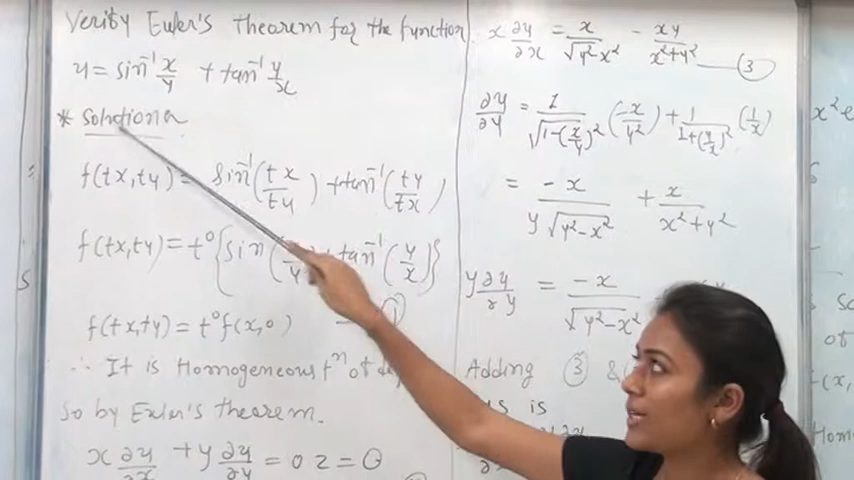 Verify Euler's theorem for the function
u = sin⁻¹ x/y + tan⁻¹ y/x
* Solution
f(tx,ty) = sin⁻¹(tx/ty) + tan⁻¹(ty/tx)
f(tx,ty) = t⁰{sin (/y) + tan⁻¹(y/x)}
f(tx,ty) = t⁰f(x,0) — ①
∴ It is Homogeneous fⁿ of
So by Euler's theorem.
x ∂u/∂x + y ∂u/∂y = 0 z = 0
x ∂u/∂x = x/√y²-x² - xy/x²+y² — ③
∂u/∂y = 1/√1-(x/y)² (-x/y²) + 1/1+(y/x)² (1/x)
= -x/y√y²-x² + x/x²+y²
y ∂u/∂y = -x/√y²-x²
Adding ③ &
is